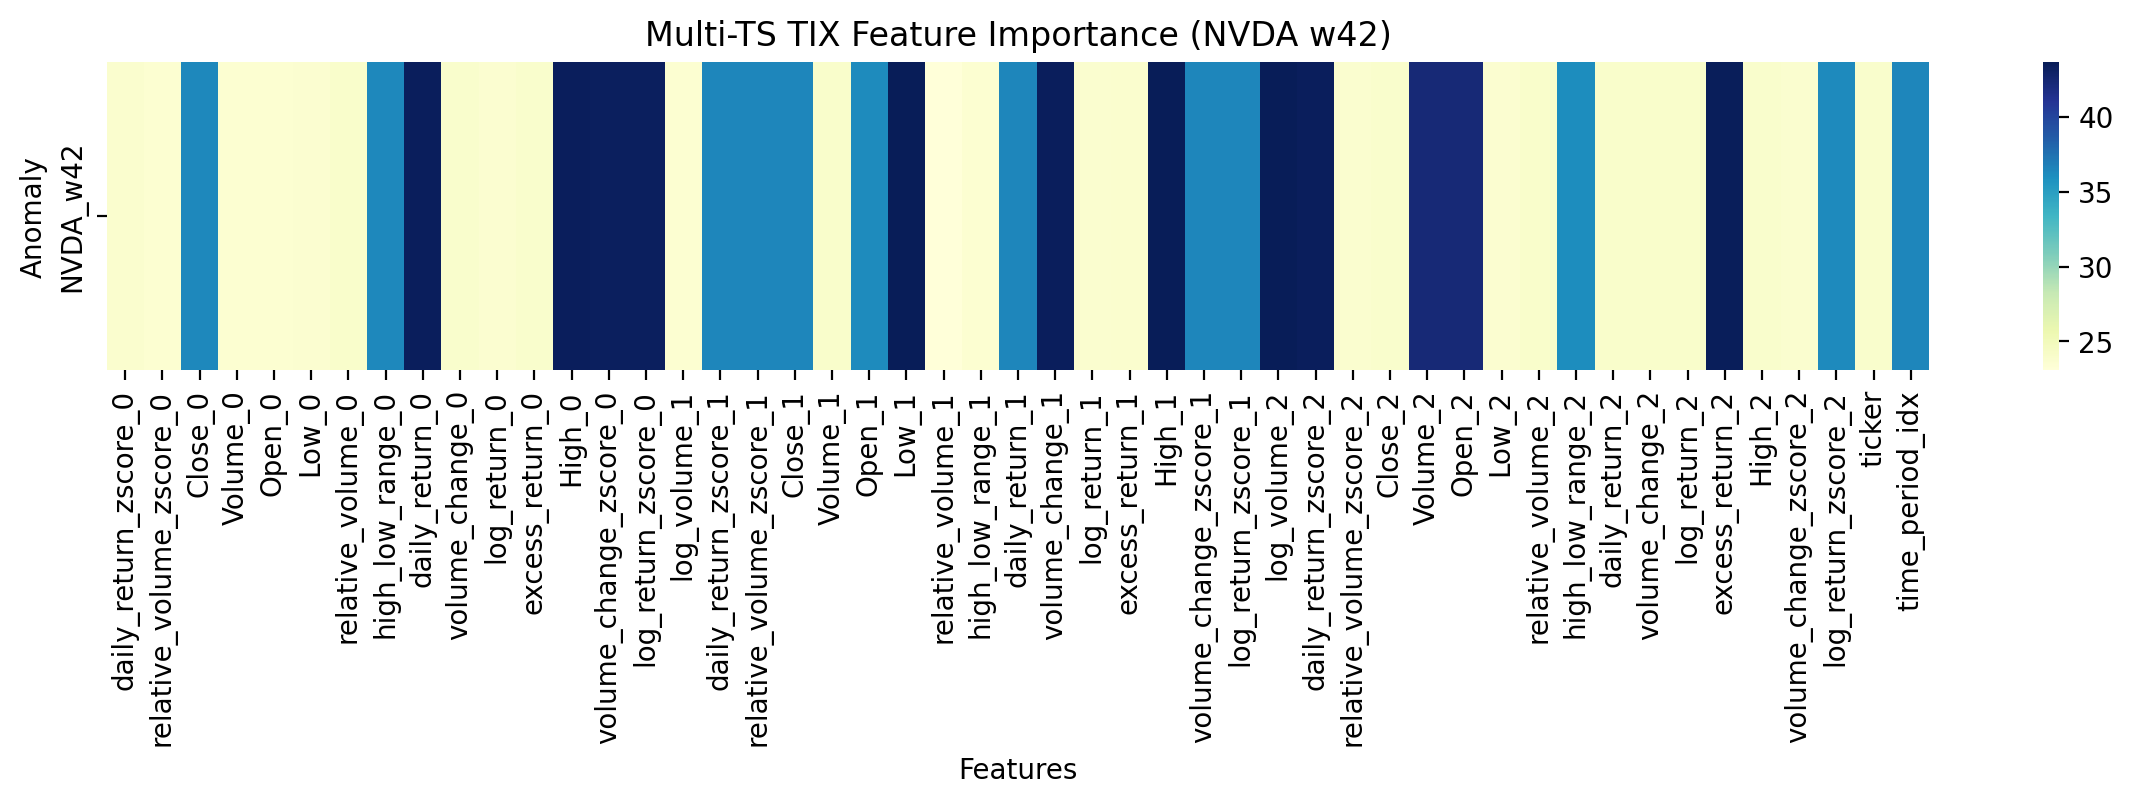 Multi-TS TIX Feature Importance (NVDA w42)
Anomaly
NVDA_w42
40
35
30
25
daily_return_zscore_0
relative_volume_zscore_0
Close_0
Volume_0
Open_0
Low_0
relative_volume_0
high_low_range_0
daily_return_0
volume_change_0
log_return_0
excess_return_0
High_0
volume_change_zscore_0
log_return_zscore_0
log_volume_1
daily_return_zscore_1
relative_volume_zscore_1
Close_1
Volume_1
Open_1
Low_1
relative_volume_1
high_low_range_1
daily_return_1
volume_change_1
log_return_1
excess_return_1
High_1
volume_change_zscore_1
log_return_zscore_1
log_volume_2
daily_return_zscore_2
relative_volume_zscore_2
Close_2
Volume_2
Open_2
Low_2
relative_volume_2
high_low_range_2
daily_return_2
volume_change_2
log_return_2
excess_return_2
High_2
volume_change_zscore_2
log_return_zscore_2
ticker
time_period_idx
Features